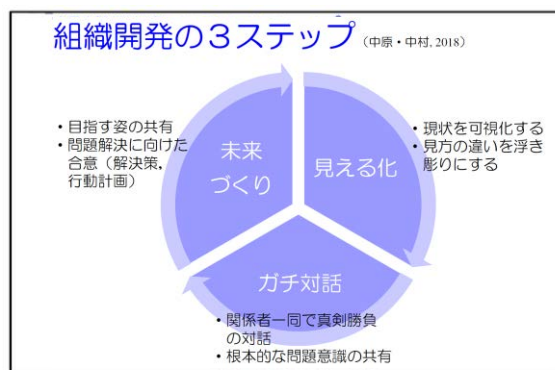 組織開発の3ステップ（中原・中村, 2018）
・目指す姿の共有
・問題解決に向けた
合意（解決策,
行動計画）
未来
づくり
見える化
・現状を可視化する
・見方の違いを浮き
彫りにする
ガチ対話
・関係者一同で真剣勝負
の対話
・根本的な問題意識の共有